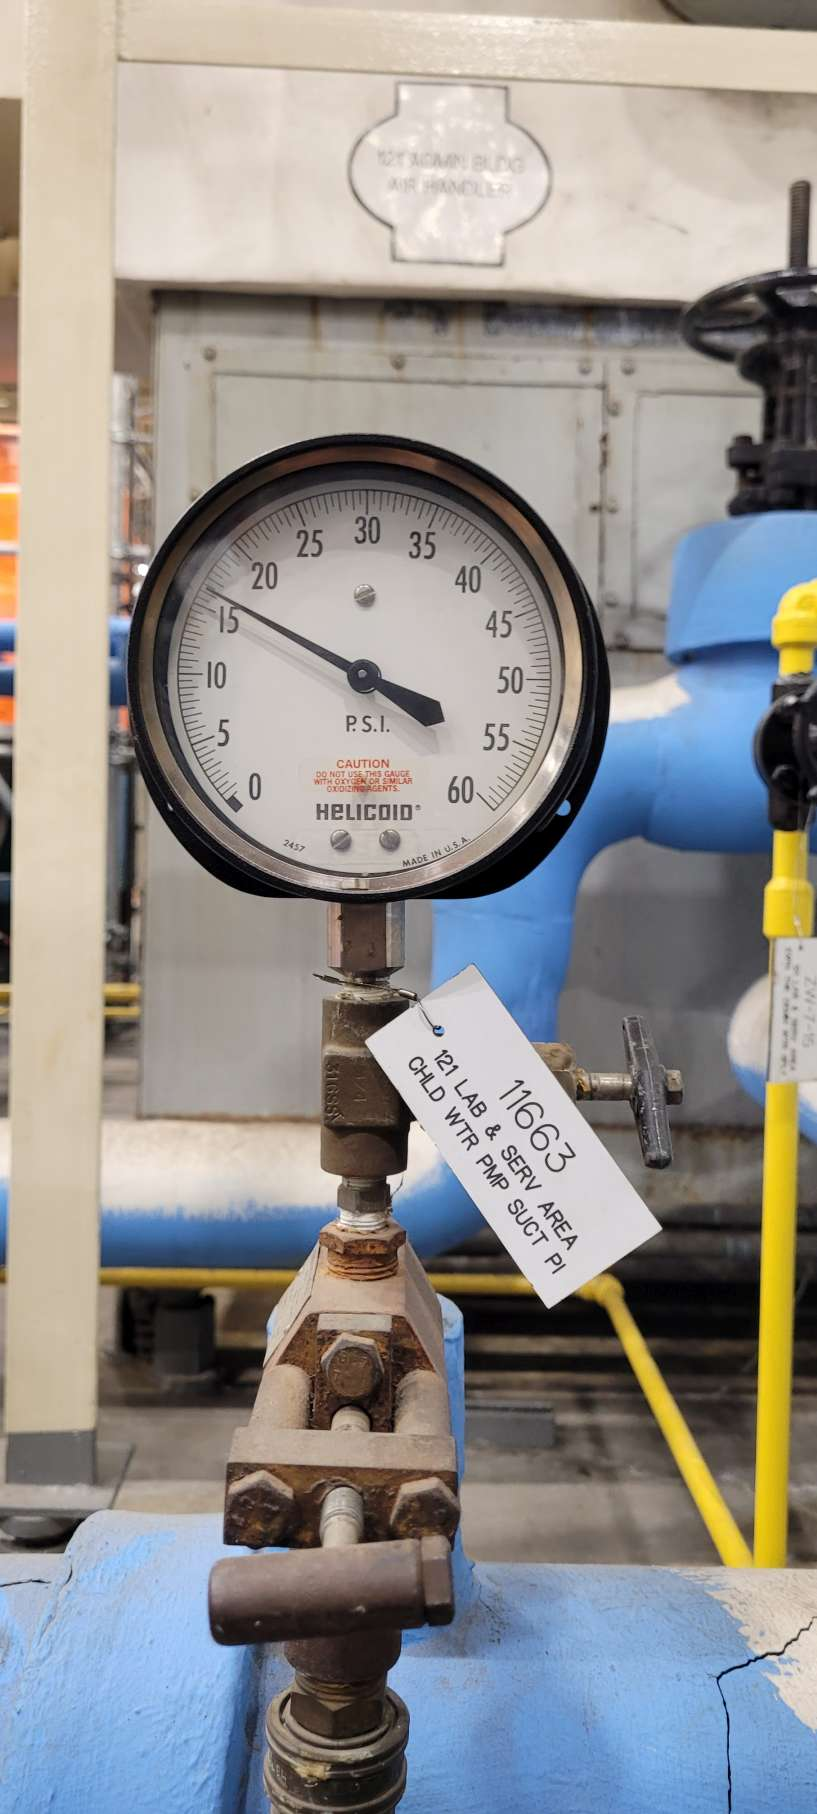 121 ADMN BLDG
AIR HANDLER
0
5
10
15
20
25
30
35
40
45
50
55
60
P.S.I.
CAUTION
DO NOT USE THIS GAUGE
WITH OXYGEN OR SIMILAR
OXIDIZING AGENTS.
HELICOID®
2457
MADE IN U.S.A.
11663
121 LAB & SERV AREA
CHLD WTR PMP SUCT PI
316SS